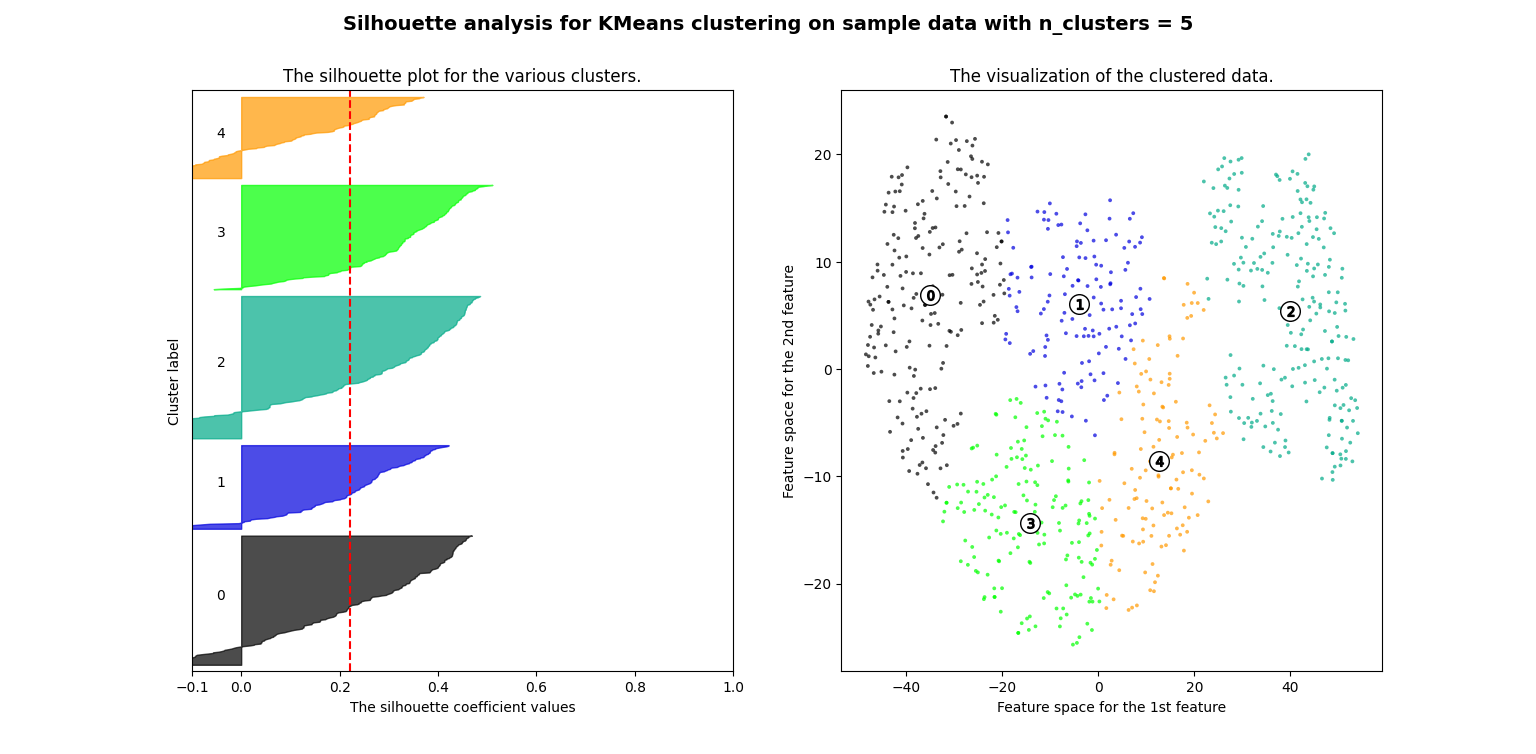 Silhouette analysis for KMeans clustering on sample data with n_clusters = 5
The silhouette plot for the various clusters.
4
3
2
1
0
Cluster label
−0.1 0.0 0.2 0.4 0.6 0.8 1.0
The silhouette coefficient values
The visualization of the clustered data.
20
10
0
−10
−20
Feature space for the 2nd feature
0
1
2
4
3
−40 −20 0 20 40
Feature space for the 1st feature